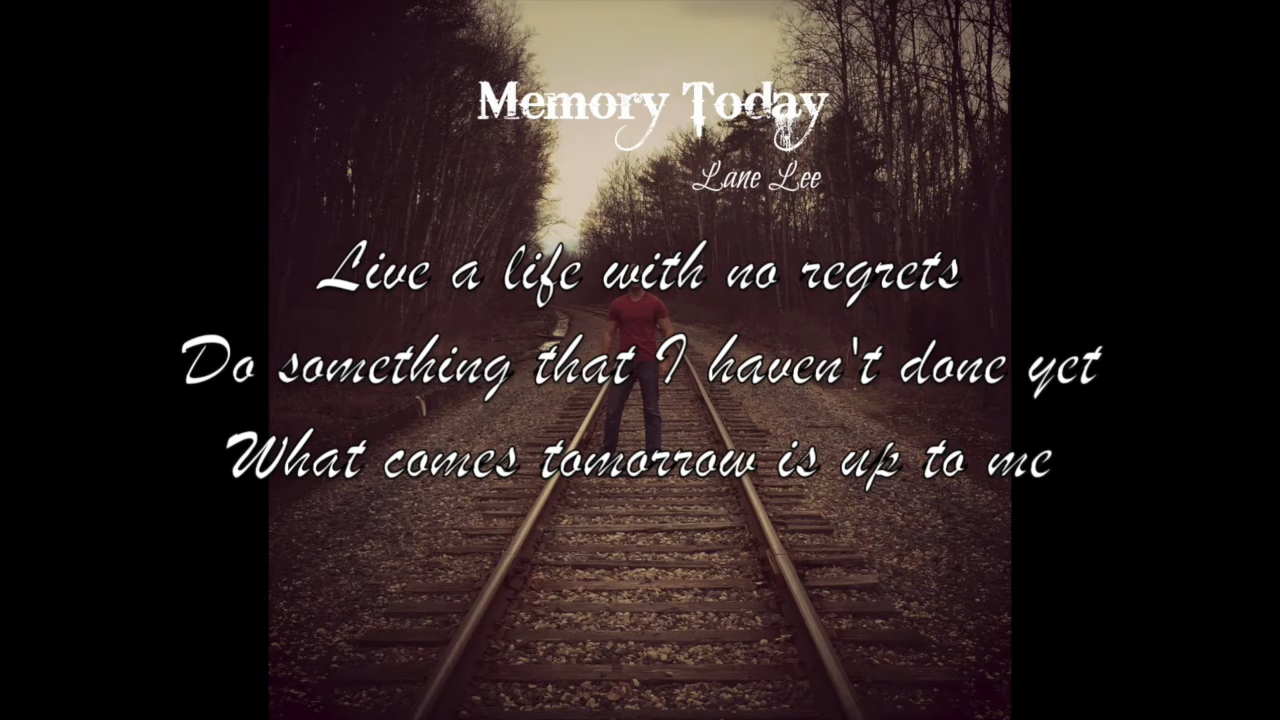 Memory Today
Lane Lee
Live a life with no regrets
Do something that I haven't done yet
What comes tomorrow is up to me